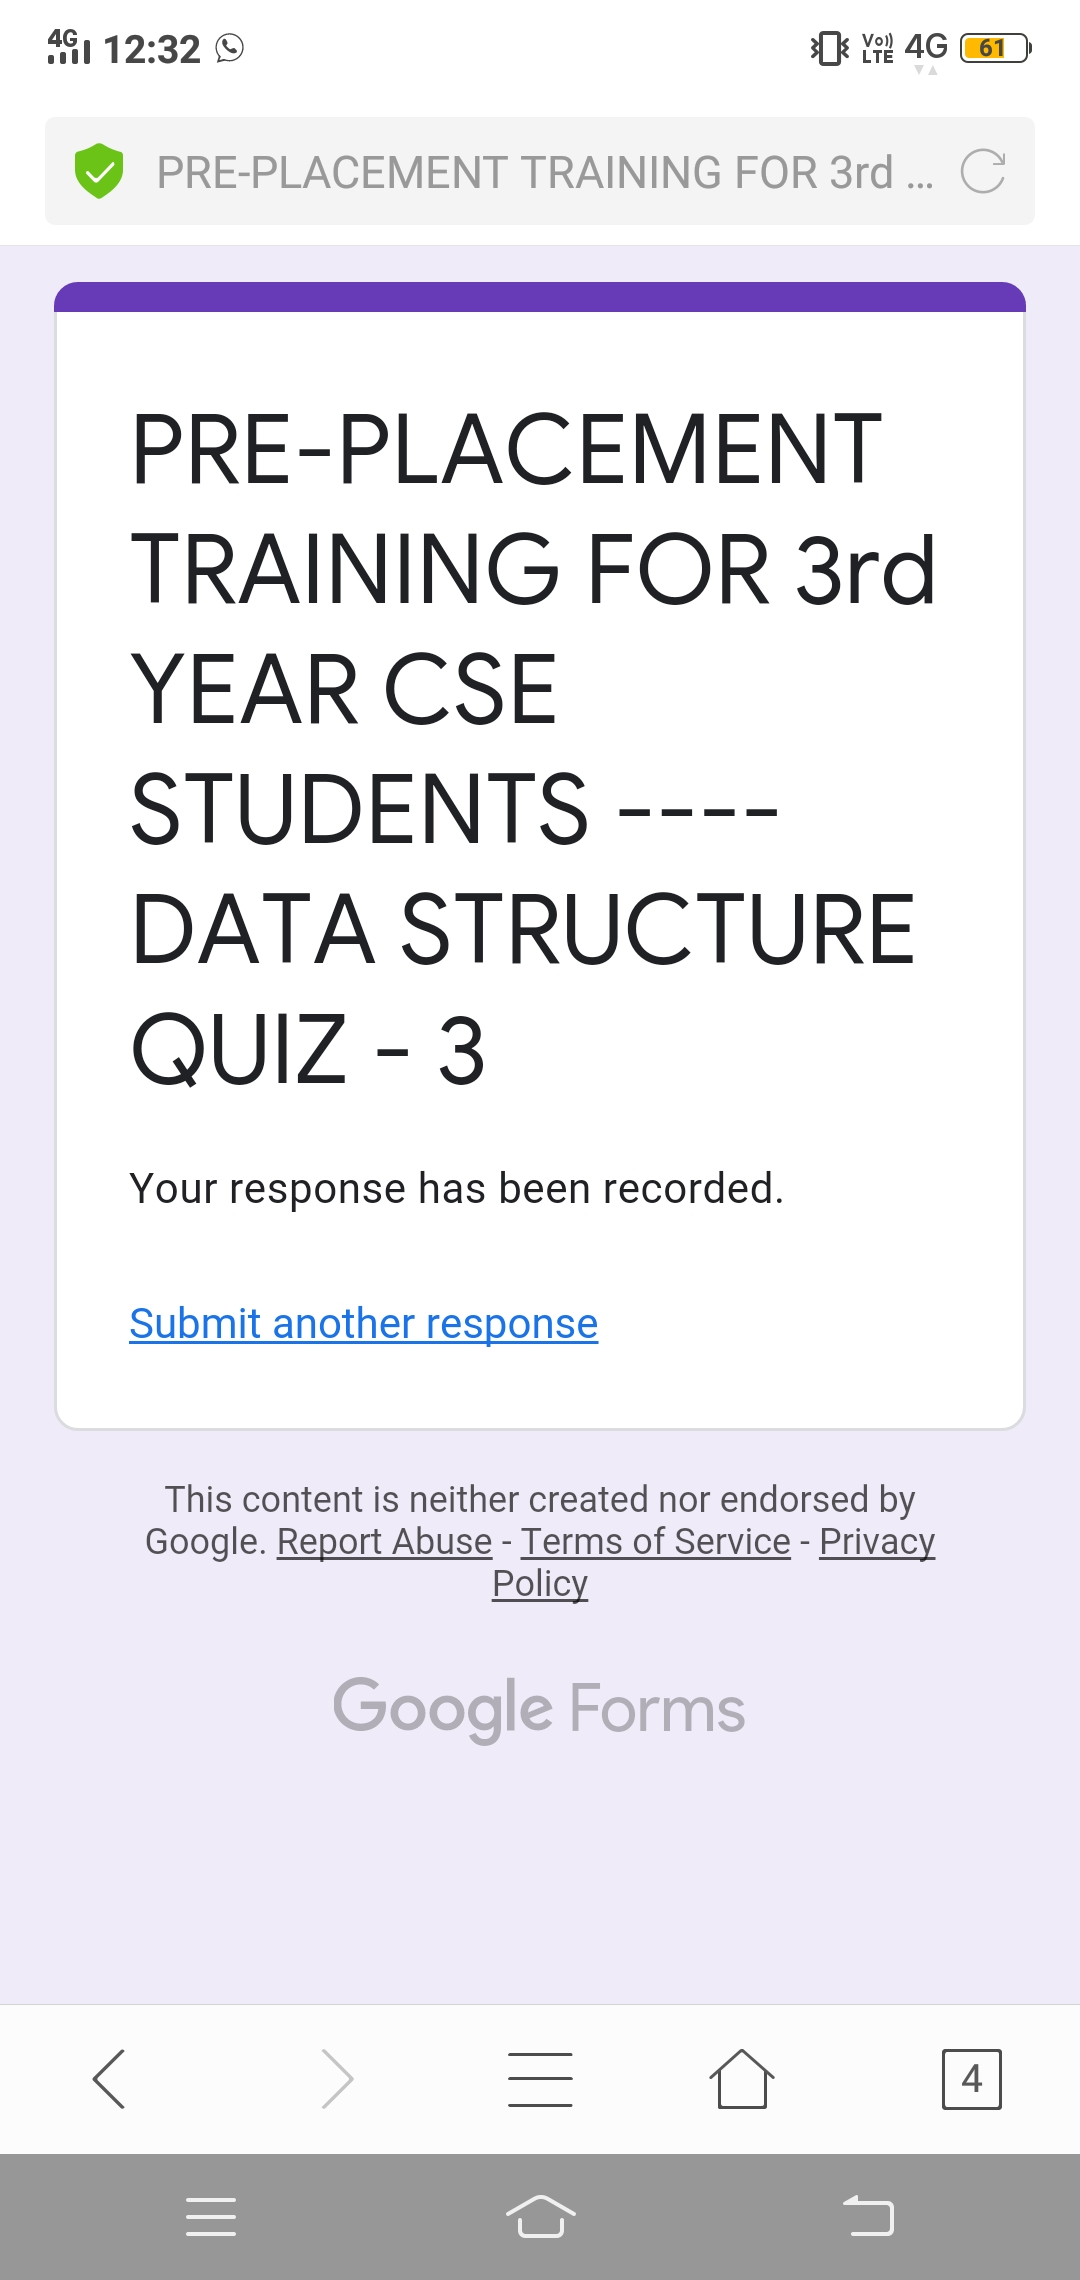 4G 12:32 Vo)) LTE 4G 61
PRE-PLACEMENT TRAINING FOR 3rd ...
PRE-PLACEMENT
TRAINING FOR 3rd
YEAR CSE
STUDENTS ----
DATA STRUCTURE
QUIZ - 3
Your response has been recorded.
Submit another response
This content is neither created nor endorsed by
Google. Report Abuse - Terms of Service - Privacy
Policy
Google Forms
4